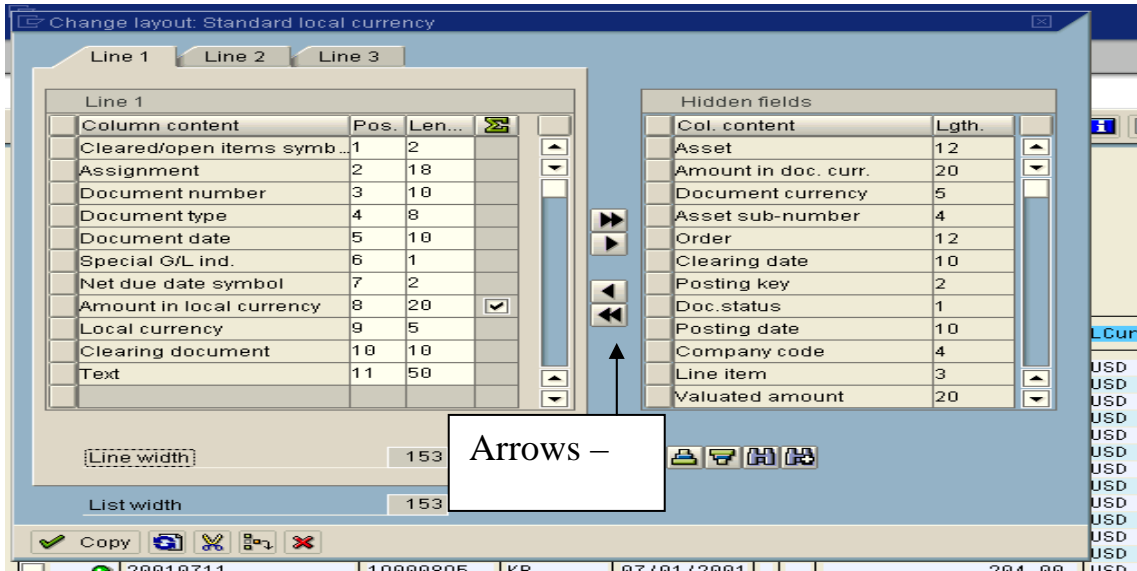 Change layout: Standard local currency
Line 1 Line 2 Line 3
Line 1
Column content Pos. Len...
Cleared/open items symb... 1 2
Assignment 2 18
Document number 3 10
Document type 4 8
Document date 5 10
Special G/L ind. 6 1
Net due date symbol 7 2
Amount in local currency 8 20
Local currency 9 5
Clearing document 10 10
Text 11 50
Hidden fields
Col. content Lgth.
Asset 12
Amount in doc. curr. 20
Document currency 5
Asset sub-number 4
Order 12
Clearing date 10
Posting key 2
Doc.status 1
Posting date 10
Company code 4
Line item 3
Valuated amount 20
Arrows –
Line width 153
List width 153
Copy
LCur
USD
USD
USD
USD
USD
USD
USD
USD
USD
USD
USD
USD
20010711 10000805 KR 07/01/2001 204.00 USD